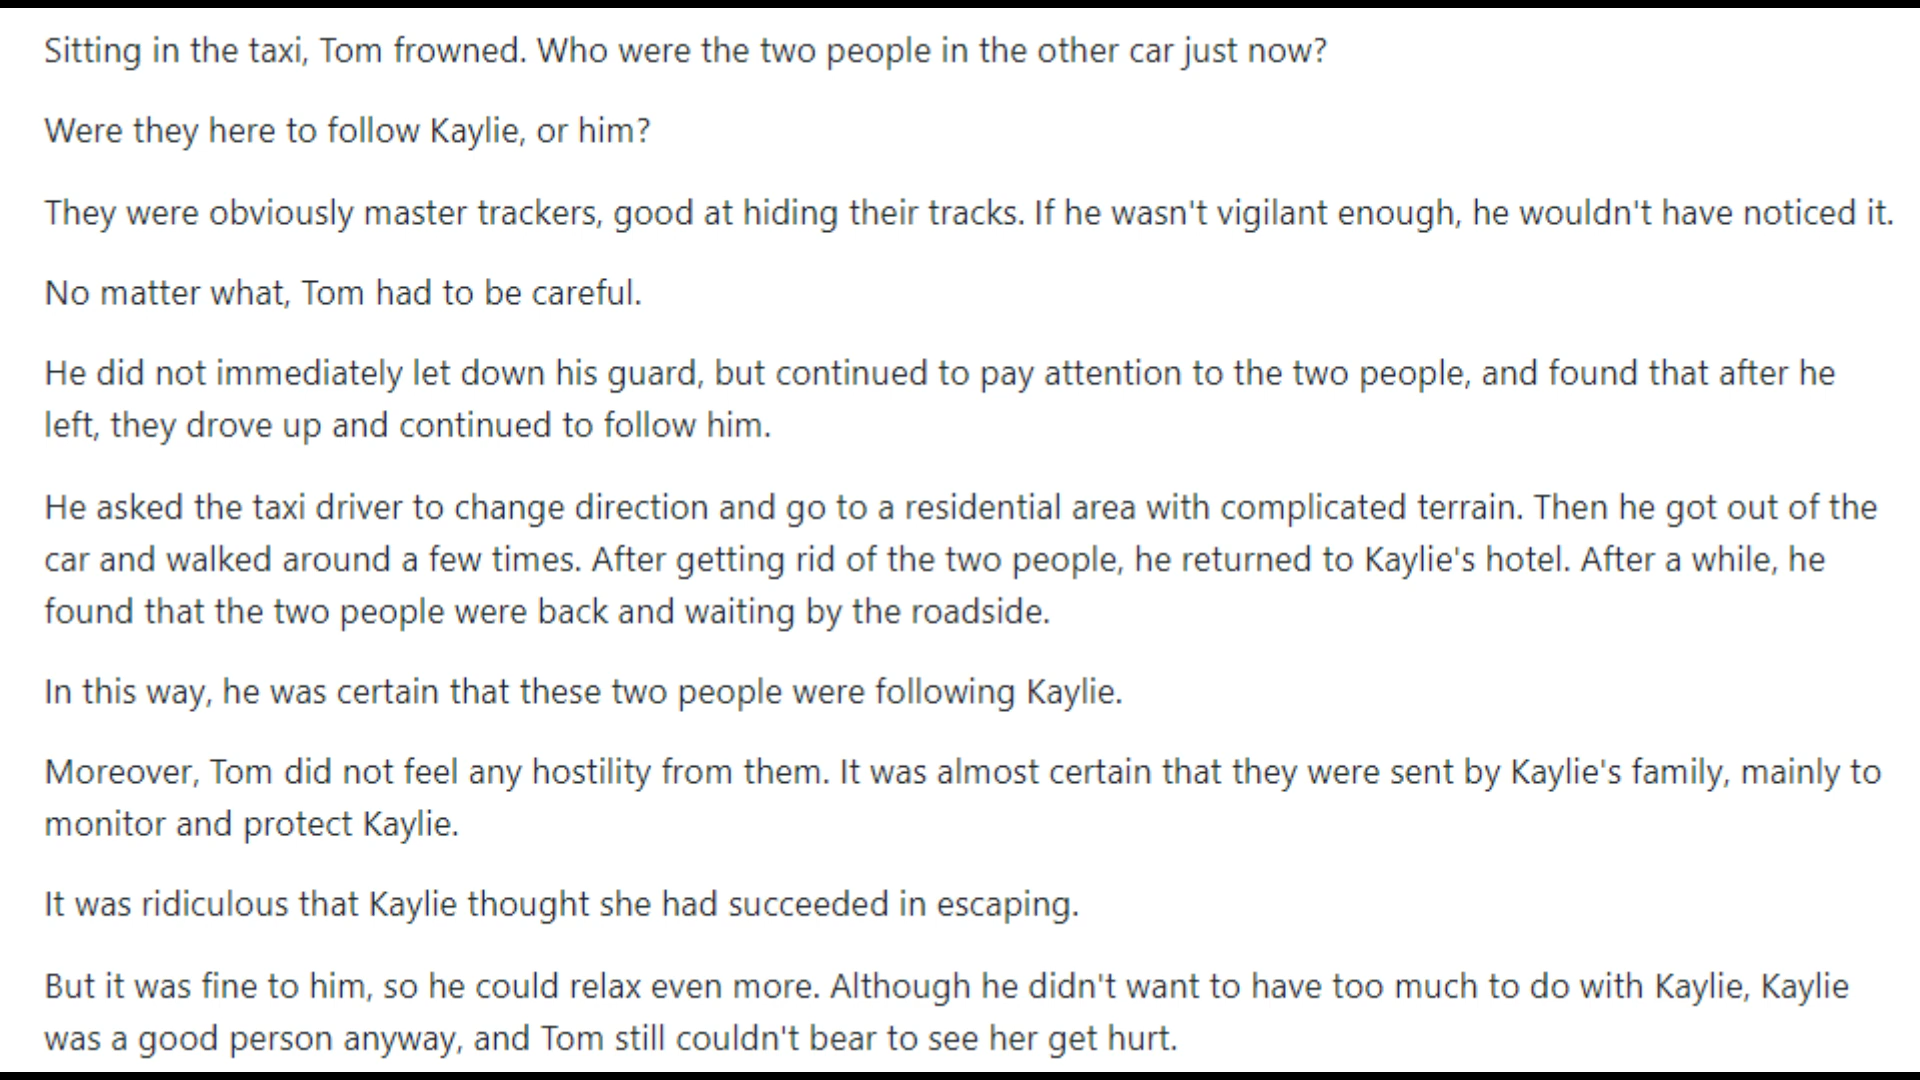 Sitting in the taxi, Tom frowned. Who were the two people in the other car just now?
Were they here to follow Kaylie, or him?
They were obviously master trackers, good at hiding their tracks. If he wasn't vigilant enough, he wouldn't have noticed it.
No matter what, Tom had to be careful.
He did not immediately let down his guard, but continued to pay attention to the two people, and found that after he
left, they drove up and continued to follow him.
He asked the taxi driver to change direction and go to a residential area with complicated terrain. Then he got out of the
car and walked around a few times. After getting rid of the two people, he returned to Kaylie's hotel. After a while, he
found that the two people were back and waiting by the roadside.
In this way, he was certain that these two people were following Kaylie.
Moreover, Tom did not feel any hostility from them. It was almost certain that they were sent by Kaylie's family, mainly to
monitor and protect Kaylie.
It was ridiculous that Kaylie thought she had succeeded in escaping.
But it was fine to him, so he could relax even more. Although he didn't want to have too much to do with Kaylie, Kaylie
was a good person anyway, and Tom still couldn't bear to see her get hurt.